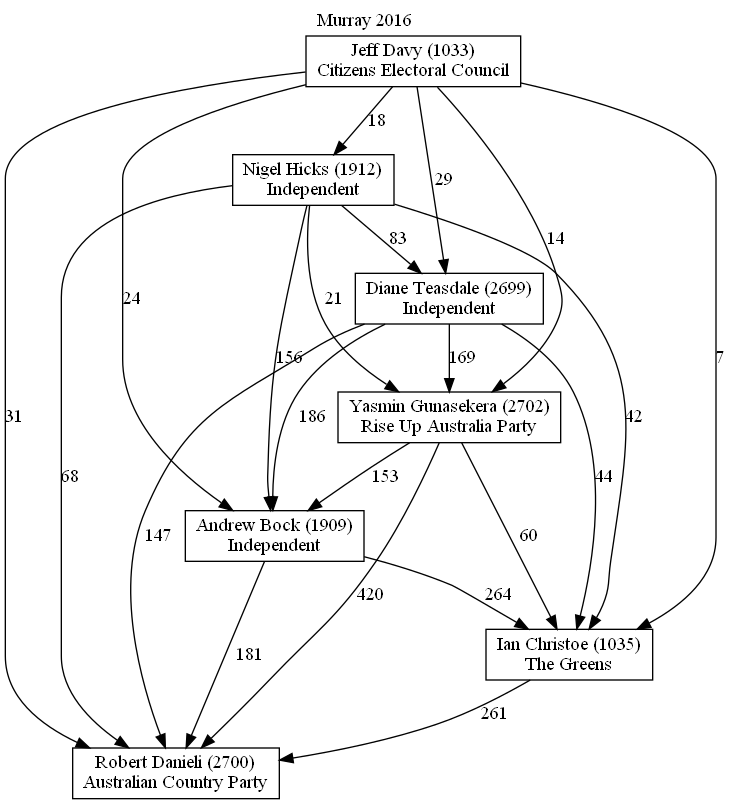 Murray 2016
Jeff Davy (1033)
Citizens Electoral Council
18
Nigel Hicks (1912)
Independent
29
83
14
Diane Teasdale (2699)
Independent
24
21
156
169
7
Yasmin Gunasekera (2702)
Rise Up Australia Party
31
186
42
68
153
44
Andrew Bock (1909)
Independent
147
60
420
264
181
Ian Christoe (1035)
The Greens
261
Robert Danieli (2700)
Australian Country Party